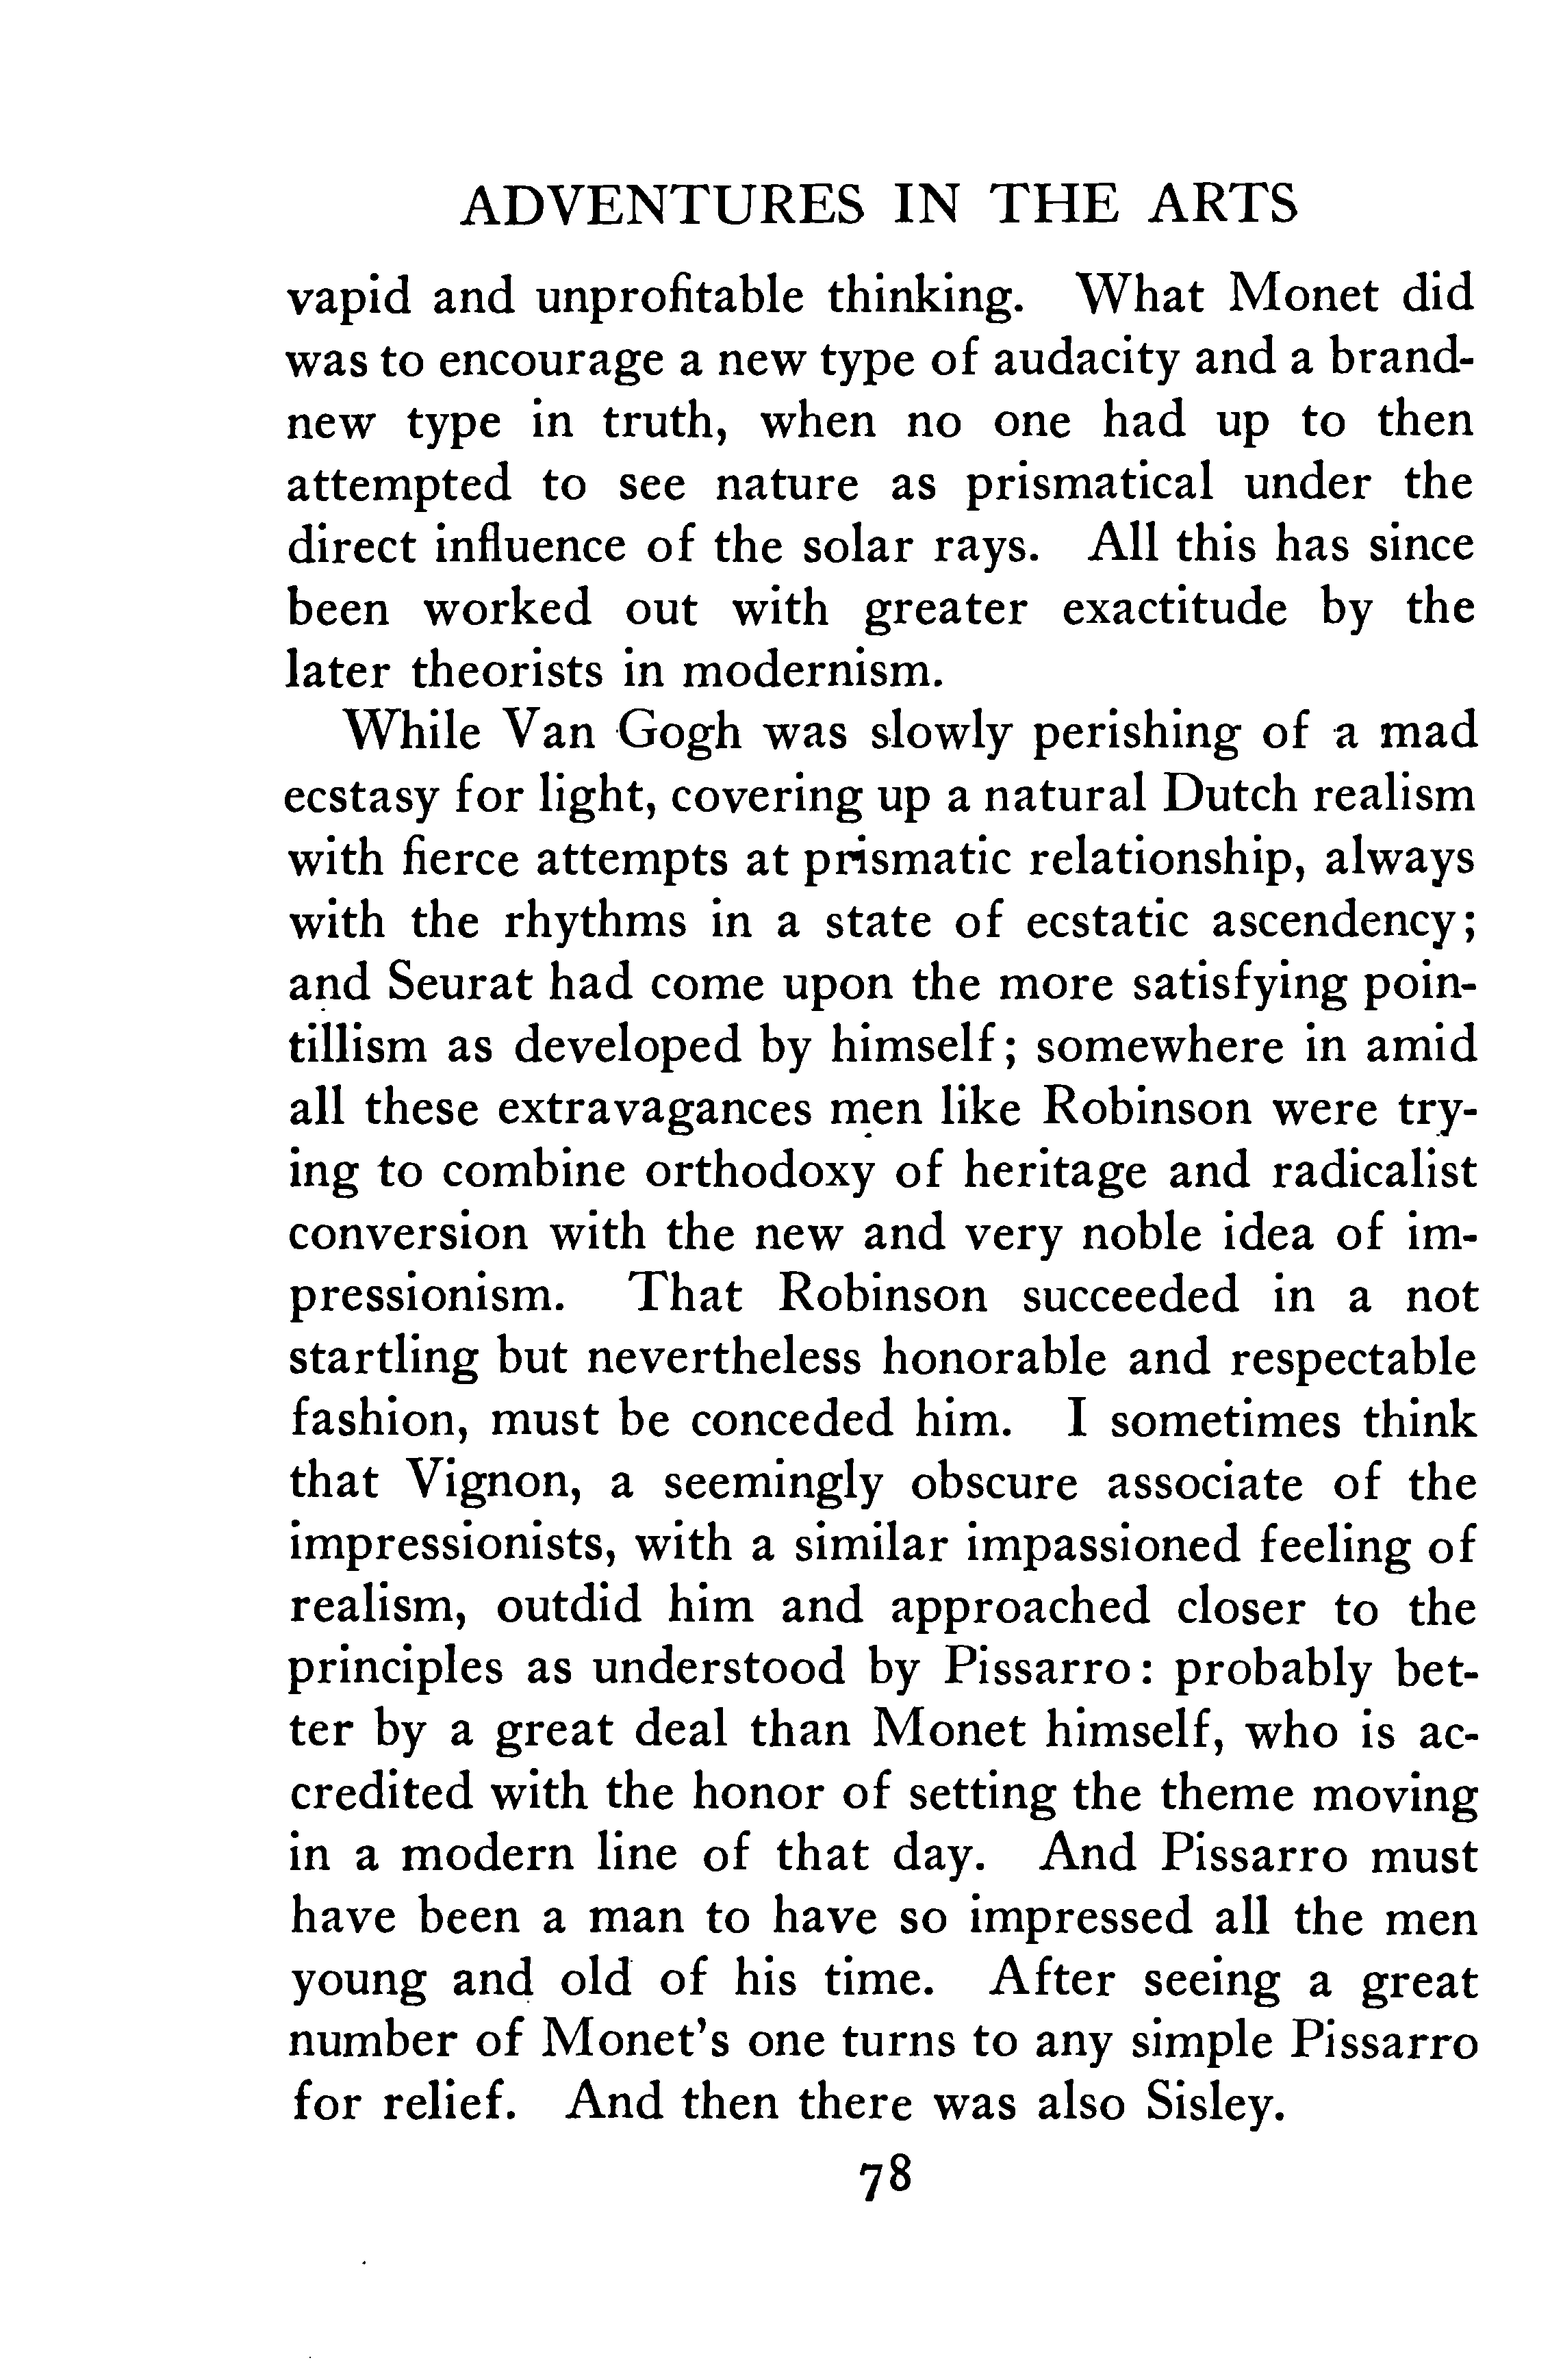 ADVENTURES IN THE ARTS
vapid and unprofitable thinking. What Monet did
was to encourage a new type of audacity and a brand-
new type in truth, when no one had up to then
attempted to see nature as prismatical under the
direct influence of the solar rays. All this has since
been worked out with greater exactitude by the
later theorists in modernism.
While Van Gogh was slowly perishing of a mad
ecstasy for light, covering up a natural Dutch realism
with fierce attempts at prismatic relationship, always
with the rhythms in a state of ecstatic ascendency;
and Seurat had come upon the more satisfying poin-
tillism as developed by himself; somewhere in amid
all these extravagances men like Robinson were try-
ing to combine orthodoxy of heritage and radicalist
conversion with the new and very noble idea of im-
pressionism. That Robinson succeeded in a not
startling but nevertheless honorable and respectable
fashion, must be conceded him. I sometimes think
that Vignon, a seemingly obscure associate of the
impressionists, with a similar impassioned feeling of
realism, outdid him and approached closer to the
principles as understood by Pissarro: probably bet-
ter by a great deal than Monet himself, who is ac-
credited with the honor of setting the theme moving
in a modern line of that day. And Pissarro must
have been a man to have so impressed all the men
young and old of his time. After seeing a great
number of Monet's one turns to any simple Pissarro
for relief. And then there was also Sisley.
78